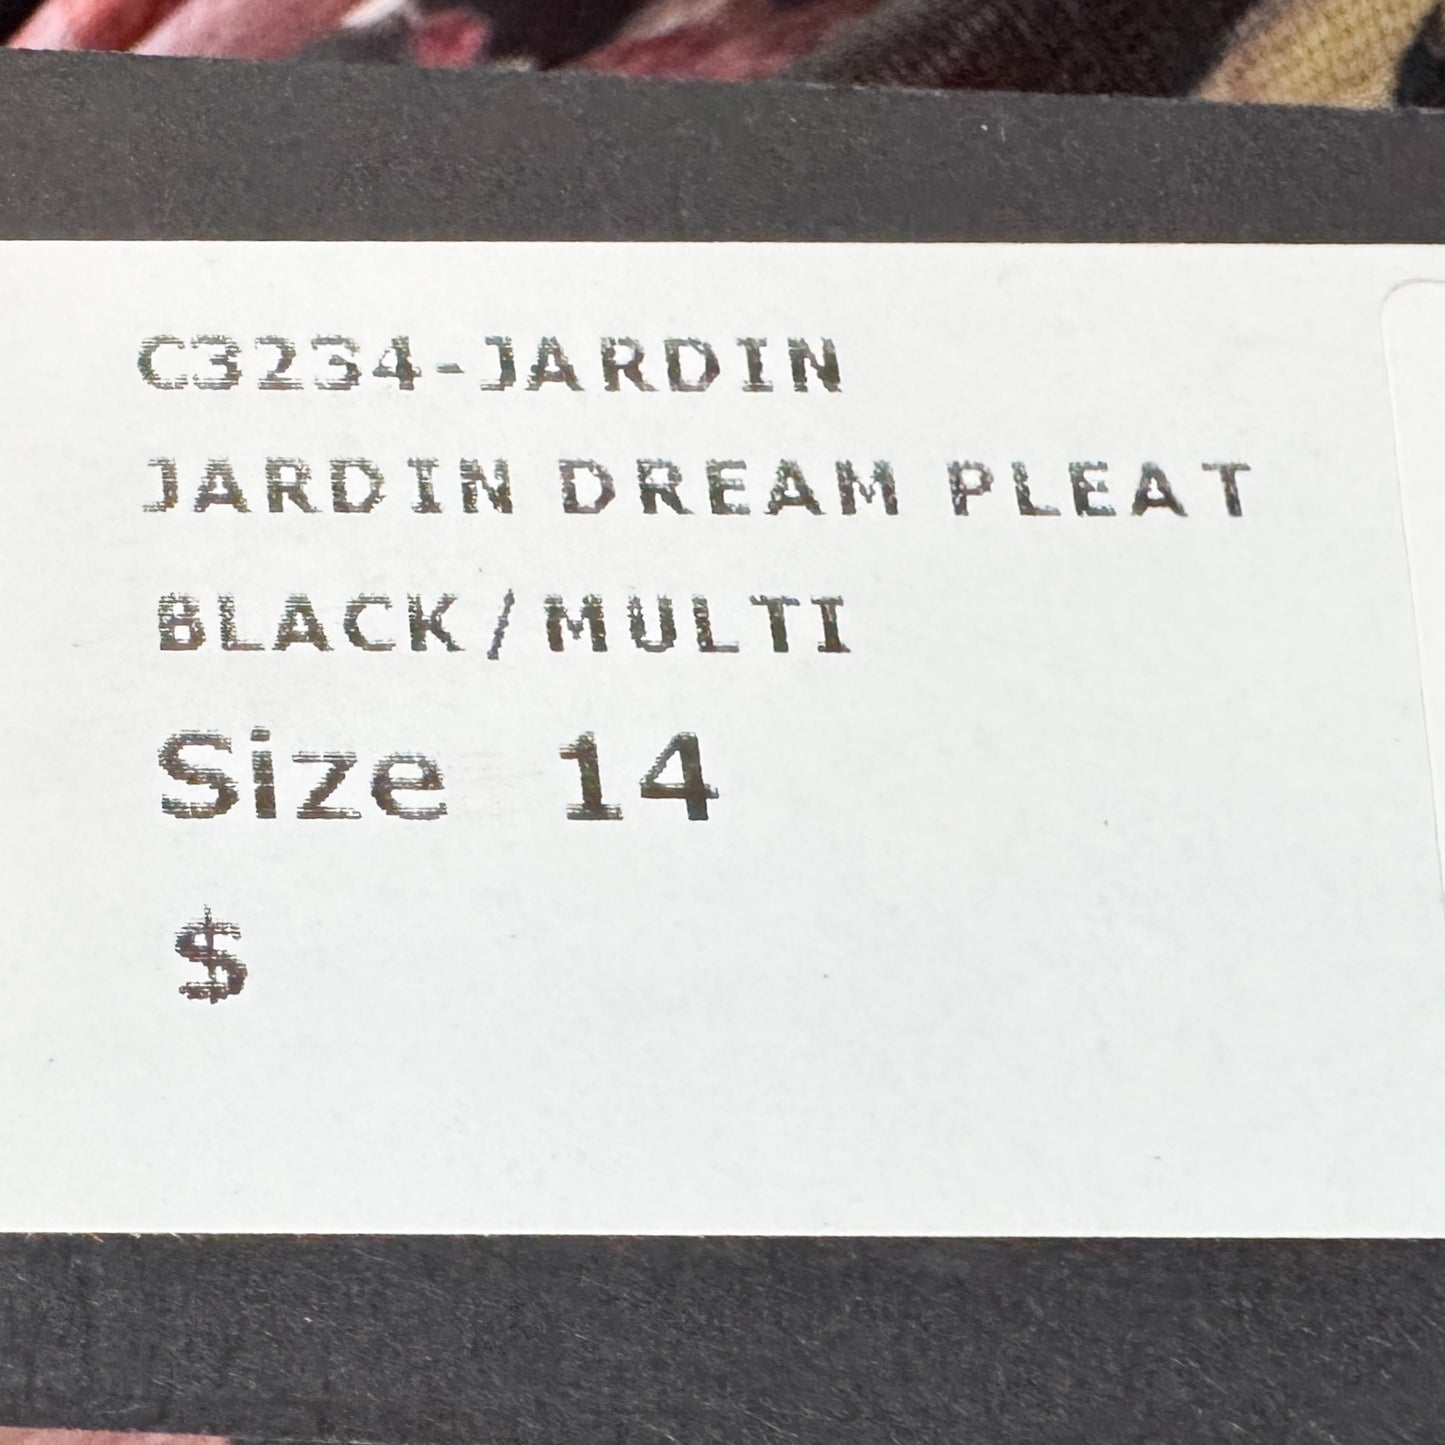 C3234-JARDIN
JARDIN DREAM PLEAT
BLACK/MULTI
Size 14
$